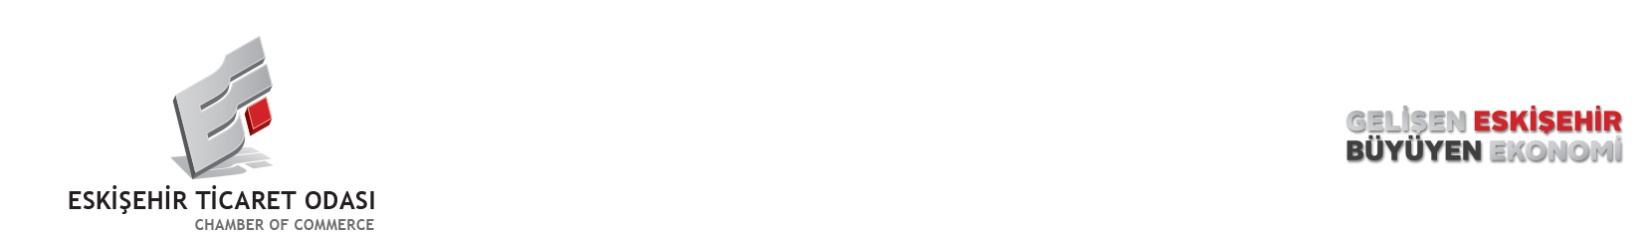 ESKİŞEHİR TİCARET ODASI
CHAMBER OF COMMERCE
GELİŞEN ESKİŞEHİR
BÜYÜYEN EKONOMİ